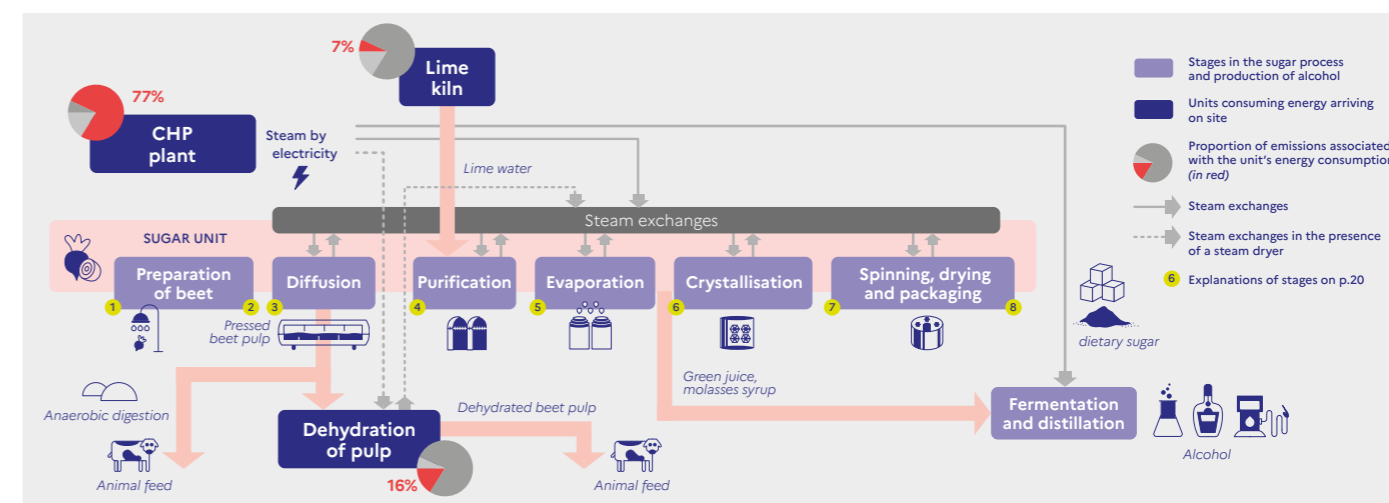 7%
Lime
kiln
77%
CHP
plant
Steam by
electricity
Lime water
Steam exchanges
SUGAR UNIT
Preparation
of beet
1
2
Diffusion
3
Purification
4
Evaporation
5
Crystallisation
6
Spinning, drying
and packaging
7
8
Pressed
beet pulp
Anaerobic digestion
Animal feed
Dehydration
of pulp
16%
Dehydrated beet pulp
Animal feed
Green juice,
molasses syrup
Fermentation
and distillation
dietary sugar
Alcohol
Stages in the sugar process
and production of alcohol
Units consuming energy arriving
on site
Proportion of emissions associated
with the unit's energy consumption
(in red)
Steam exchanges
Steam exchanges in the presence
of a steam dryer
6 Explanations of stages on p.20